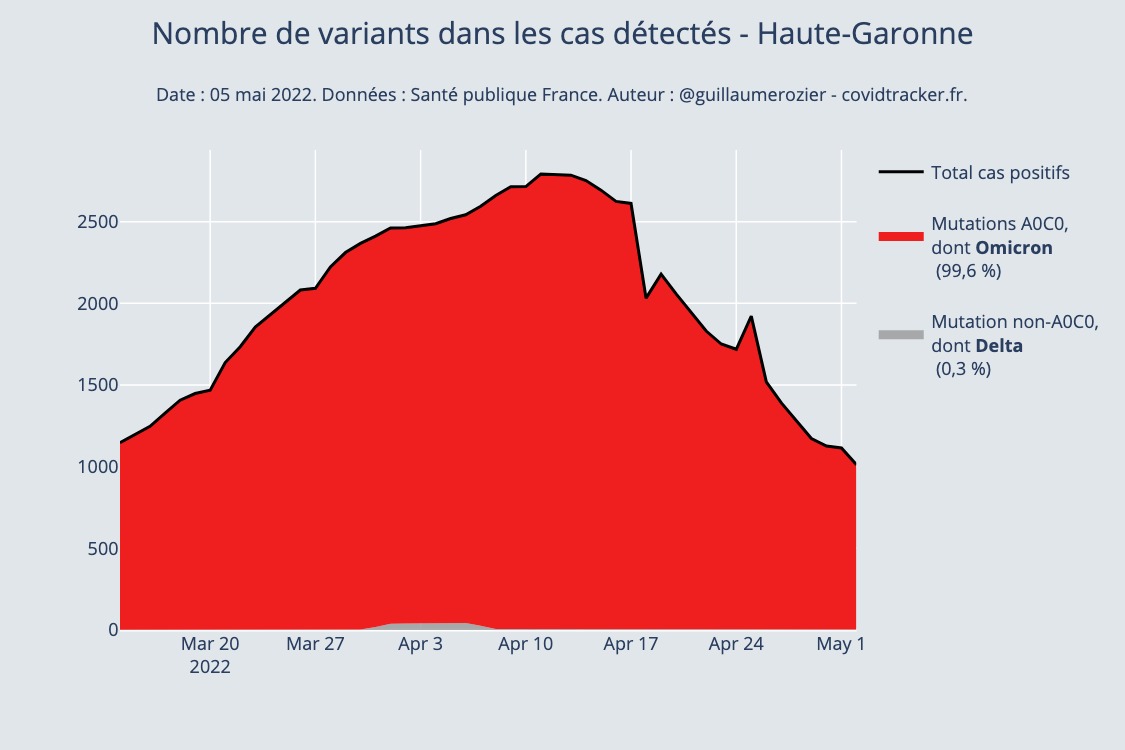 Nombre de variants dans les cas détectés - Haute-Garonne
Date : 05 mai 2022. Données : Santé publique France. Auteur : @guillaumerozier - covidtracker.fr.
Total cas positifs
Mutations A0C0,
dont Omicron
(99,6 %)
Mutation non-A0C0,
dont Delta
(0,3 %)
2500
2000
1500
1000
500
0
Mar 20
2022
Mar 27
Apr 3
Apr 10
Apr 17
Apr 24
May 1